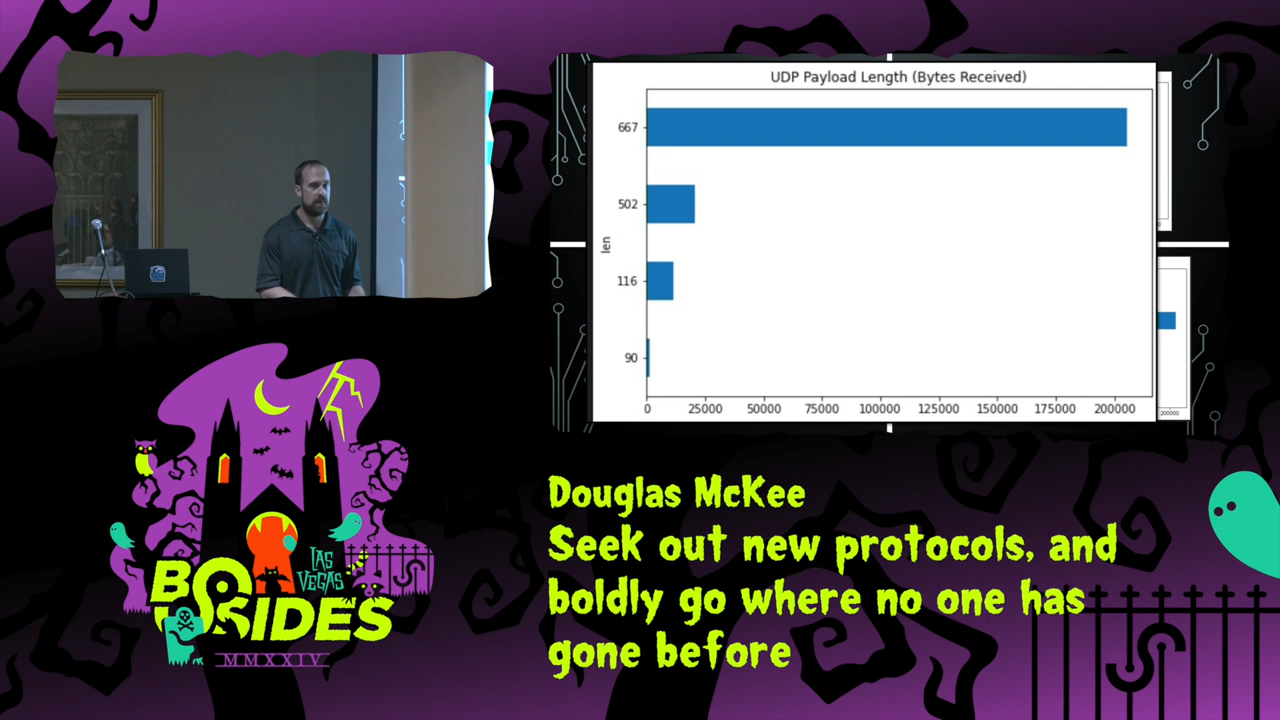 UDP Payload Length (Bytes Received)
667
502
len
116
90
0 25000 50000 75000 100000 125000 150000 175000 200000
200000
LAS
VEGAS
BSIDES
MMXXIV
Douglas McKee
Seek out new protocols, and
boldly go where no one has
gone before